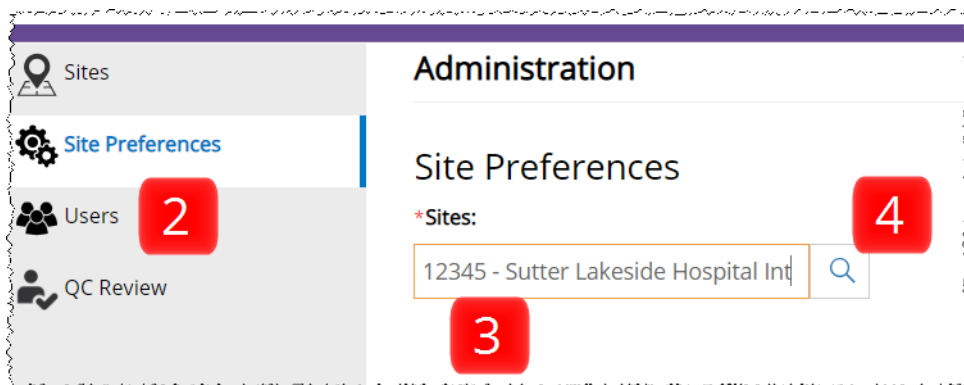 Sites
Site Preferences
Users
2
QC Review
Administration
Site Preferences
*Sites:
4
12345 - Sutter Lakeside Hospital Int
3